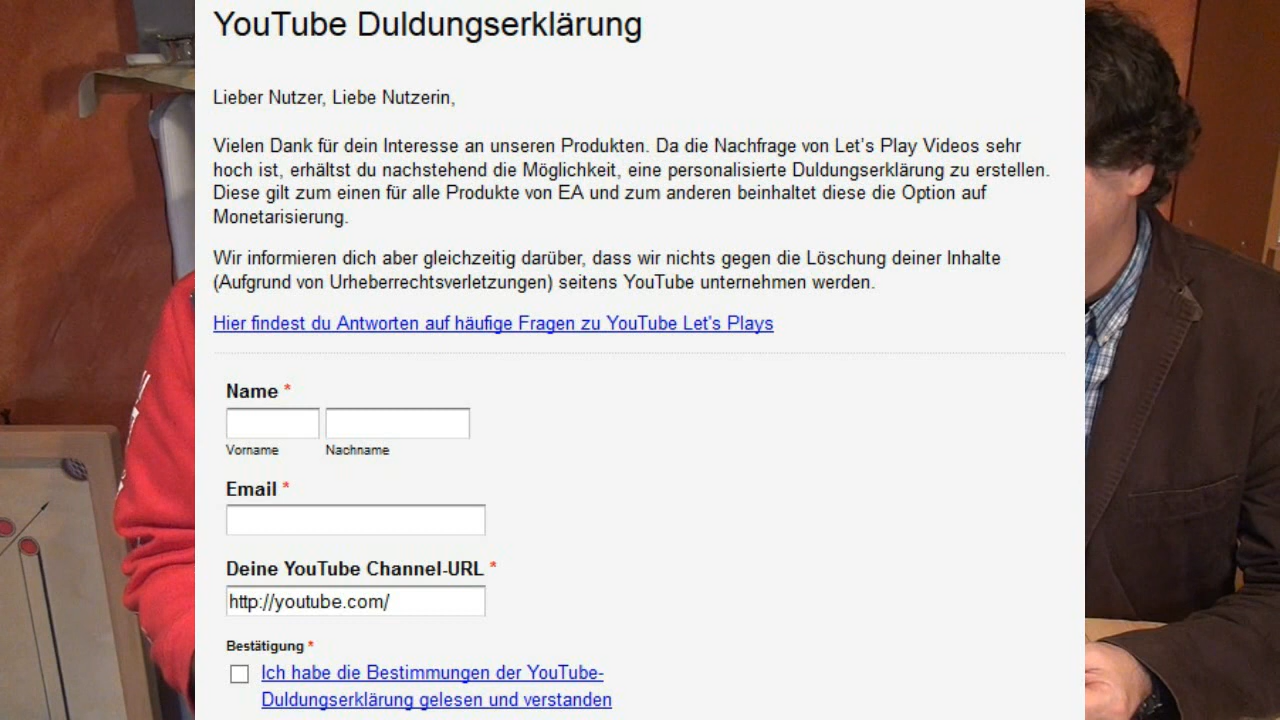 YouTube Duldungserklärung
Lieber Nutzer, Liebe Nutzerin,
Vielen Dank für dein Interesse an unseren Produkten. Da die Nachfrage von Let's Play Videos sehr
hoch ist, erhältst du nachstehend die Möglichkeit, eine personalisierte Duldungserklärung zu erstellen.
Diese gilt zum einen für alle Produkte von EA und zum anderen beinhaltet diese die Option auf
Monetarisierung.
Wir informieren dich aber gleichzeitig darüber, dass wir nichts gegen die Löschung deiner Inhalte
(Aufgrund von Urheberrechtsverletzungen) seitens YouTube unternehmen werden.
Hier findest du Antworten auf häufige Fragen zu YouTube Let's Plays
Name *
Vorname Nachname
Email *
Deine YouTube Channel-URL *
http://youtube.com/
Bestätigung *
Ich habe die Bestimmungen der YouTube-
Duldungserklärung gelesen und verstanden